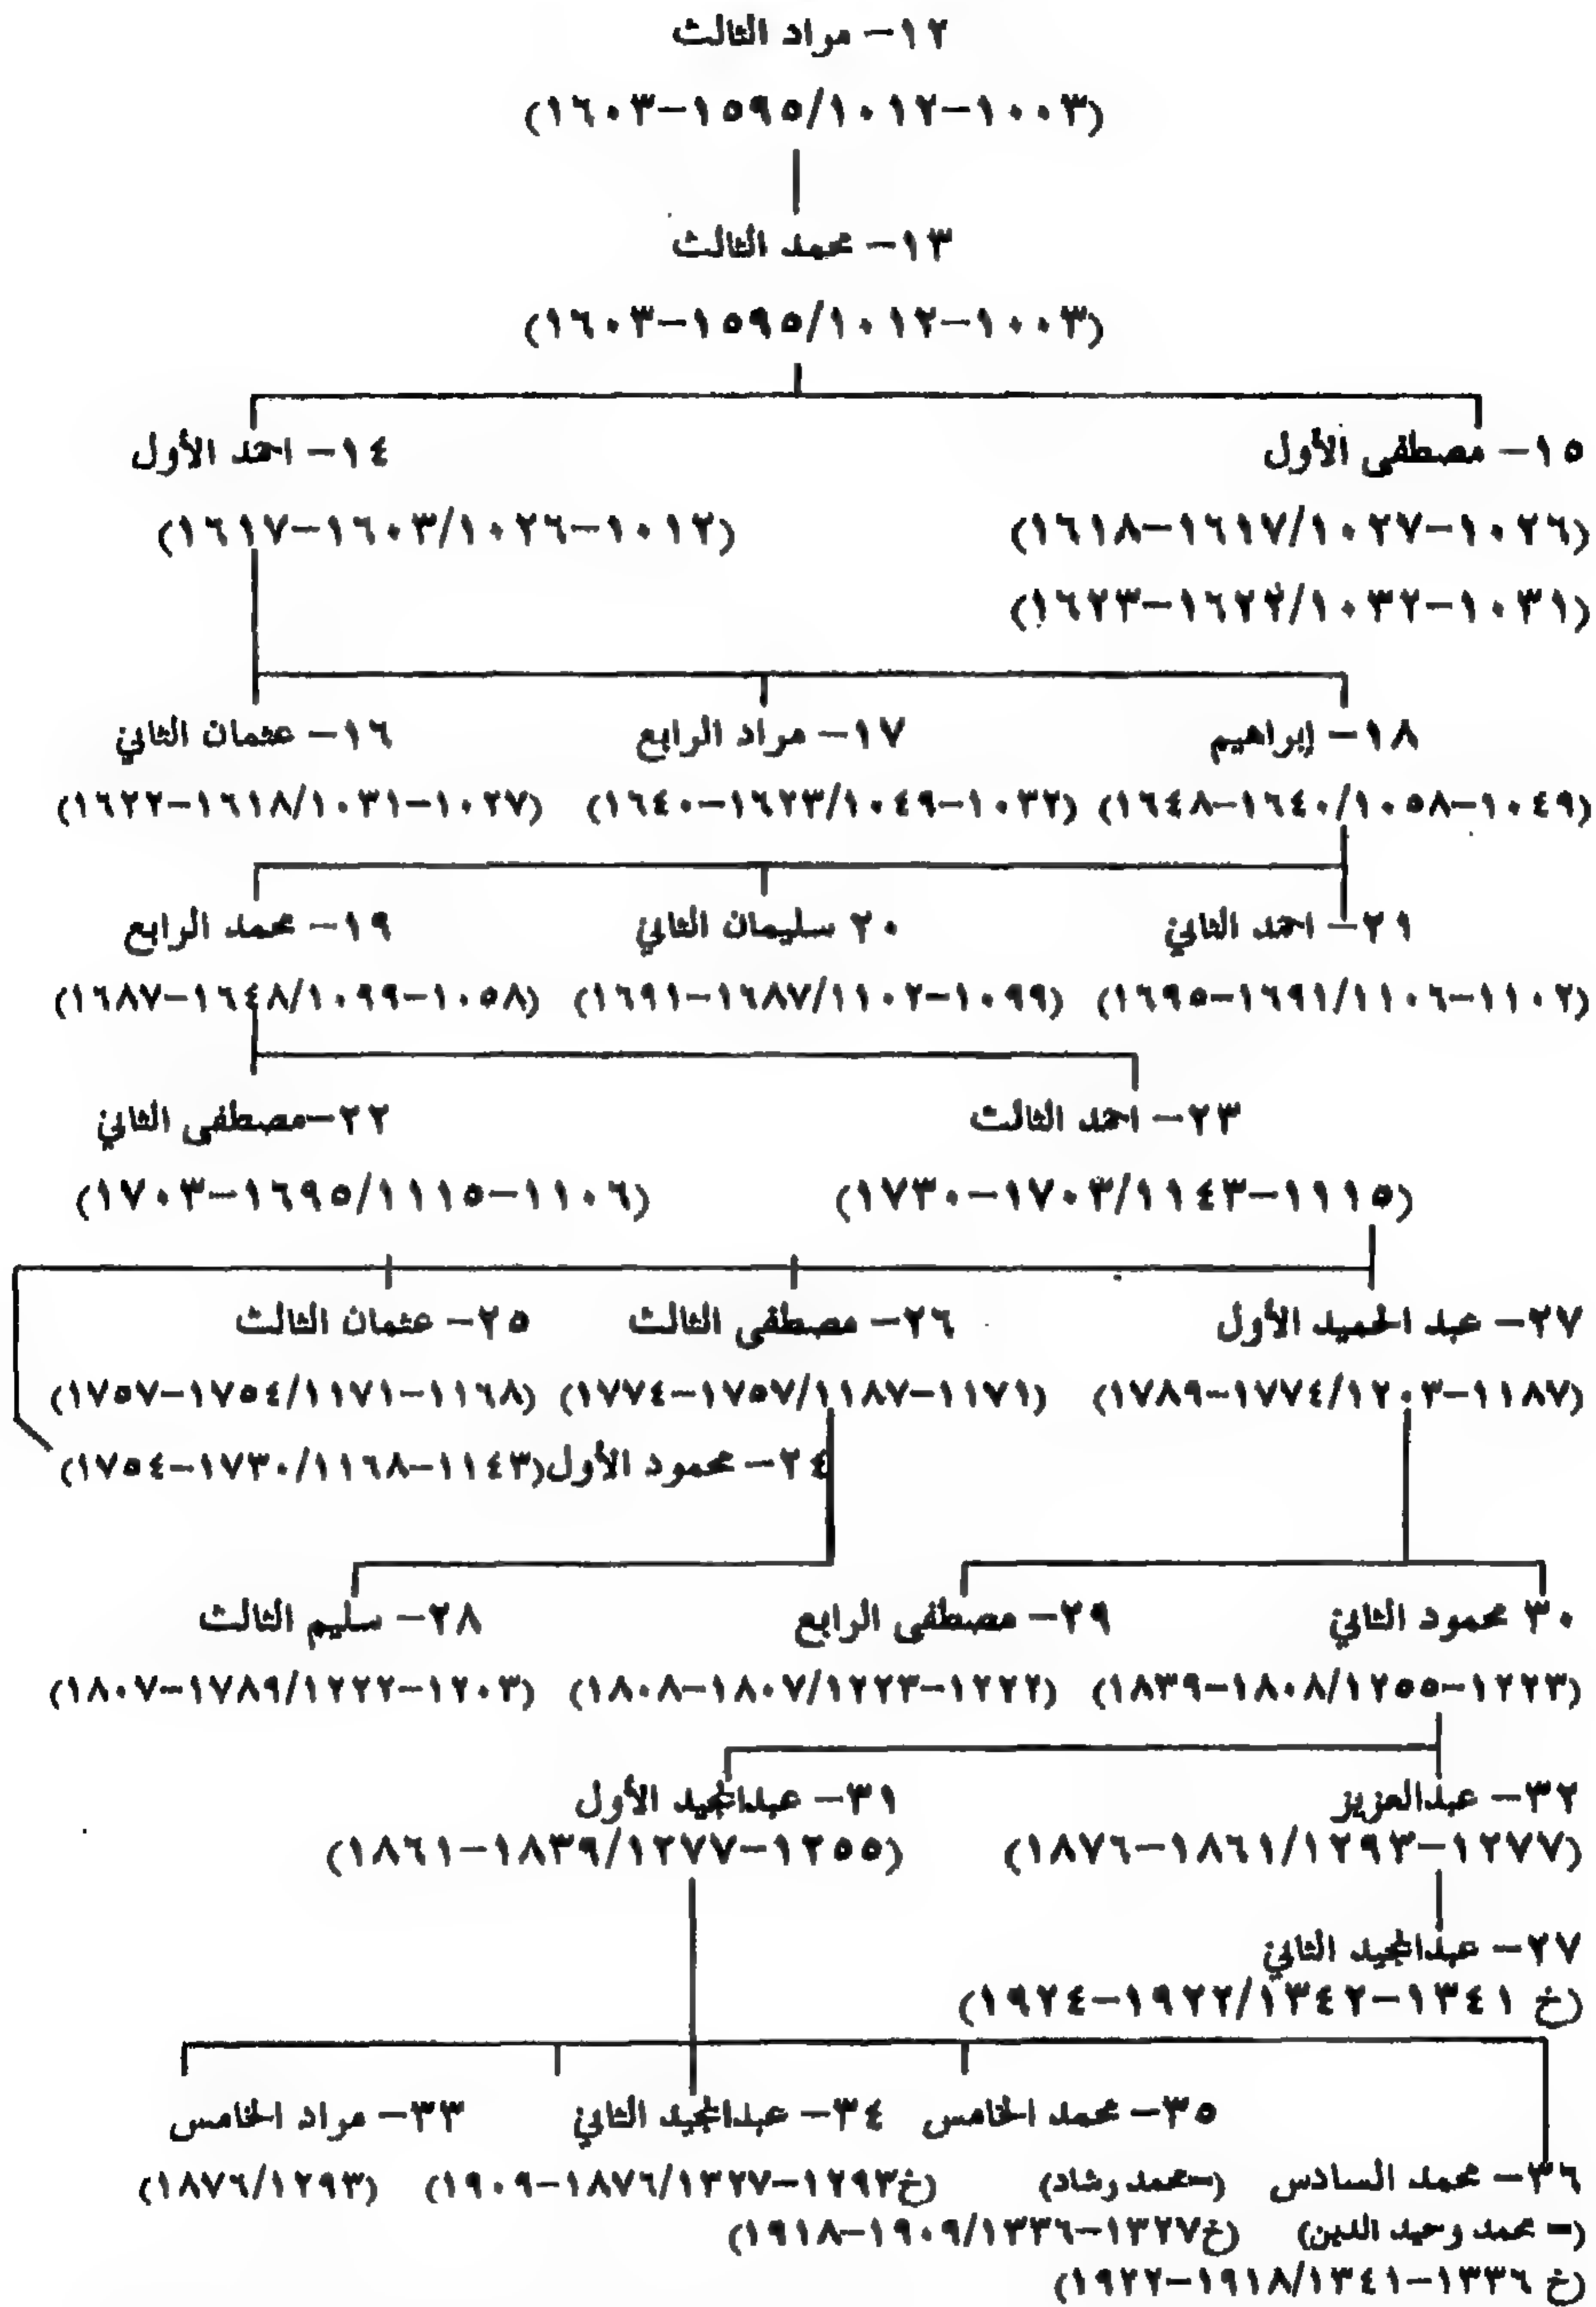 ١٢- مراد الثالث
(١٠٠٣-١٠١٢/١٥٩٥-١٦٠٣)
١٣- محمد الثالث
(١٠٠٣-١٠١٢/١٥٩٥-١٦٠٣)
١٥- مصطفى الأول ١٤- احمد الأول
(١٠٢٦-١٠٢٧/١٦١٧-١٦١٨) (١٠١٢-١٠٢٦/١٦٠٣-١٦١٧)
(١٠٣١-١٠٣٢/١٦٢٢-١٦٢٣)
١٨- إبراهيم ١٧- مراد الرابع ١٦- عثمان الثاني
(١٠٤٩-١٠٥٨/١٦٤٠-١٦٤٨) (١٠٣٢-١٠٤٩/١٦٢٣-١٦٤٠) (١٠٢٧-١٠٣١/١٦١٨-١٦٢٢)
٢١- احمد الثاني ٢٠ سليمان الثاني ١٩- محمد الرابع
(١١٠٢-١١٠٦/١٦٩١-١٦٩٥) (١٠٩٩-١١٠٢/١٦٨٧-١٦٩١) (١٠٥٨-١٠٩٩/١٦٤٨-١٦٨٧)
٢٣- احمد الثالث ٢٢-مصطفى الثاني
(١١١٥-١١٤٣/١٧٠٣-١٧٣٠) (١١٠٦-١١١٥/١٦٩٥-١٧٠٣)
٢٧- عبد الحميد الأول ٢٦- مصطفى الثالث ٢٥- عثمان الثالث
(١١٨٧-١٢٠٣/١٧٧٤-١٧٨٩) (١١٧١-١١٨٧/١٧٥٧-١٧٧٤) (١١٦٨-١١٧١/١٧٥٤-١٧٥٧)
٢٤- محمود الأول(١١٤٣-١١٦٨/١٧٣٠-١٧٥٤)
٣٠ محمود الثاني ٢٩- مصطفى الرابع ٢٨- سليم الثالث
(١٢٢٣-١٢٥٥/١٨٠٨-١٨٣٩) (١٢٢٢-١٢٢٣/١٨٠٧-١٨٠٨) (١٢٠٣-١٢٢٢/١٧٨٩-١٨٠٧)
٣٢- عبدالعزيز ٣١- عبدالمجيد الأول
(١٢٧٧-١٢٩٣/١٨٦١-١٨٧٦) (١٢٥٥-١٢٧٧/١٨٣٩-١٨٦١)
٢٧- عبدالمجيد الثاني
(خ ١٣٤١-١٣٤٢/١٩٢٢-١٩٢٤)
٣٥- محمد الخامس ٣٤- عبدالمجيد الثاني ٣٣- مراد الخامس
٣٦- محمد السادس (-محمد رشاد) (خ١٢٩٣-١٣٢٧/١٨٧٦-١٩٠٩) (١٢٩٣/١٨٧٦)
(= محمد وحيد الدين) (خ١٣٢٧-١٣٣٦/١٩٠٩-١٩١٨)
(خ ١٣٣٦-١٣٤١/١٩١٨-١٩٢٢)